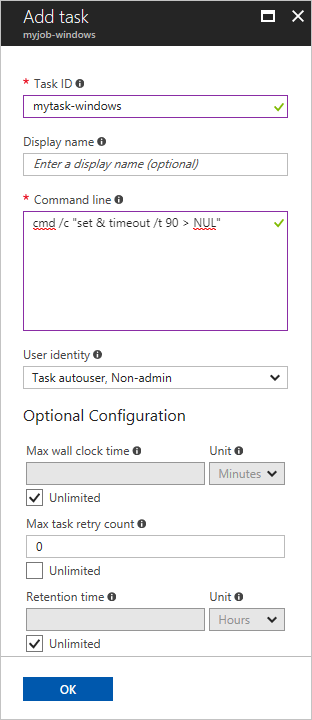 Add task
myjob-windows
* Task ID
mytask-windows
Display name
Enter a display name (optional)
* Command line
cmd /c "set & timeout /t 90 > NUL"
User identity
Task autouser, Non-admin
Optional Configuration
Max wall clock time Unit
Minutes
Unlimited
Max task retry count
0
Unlimited
Retention time Unit
Hours
Unlimited
OK